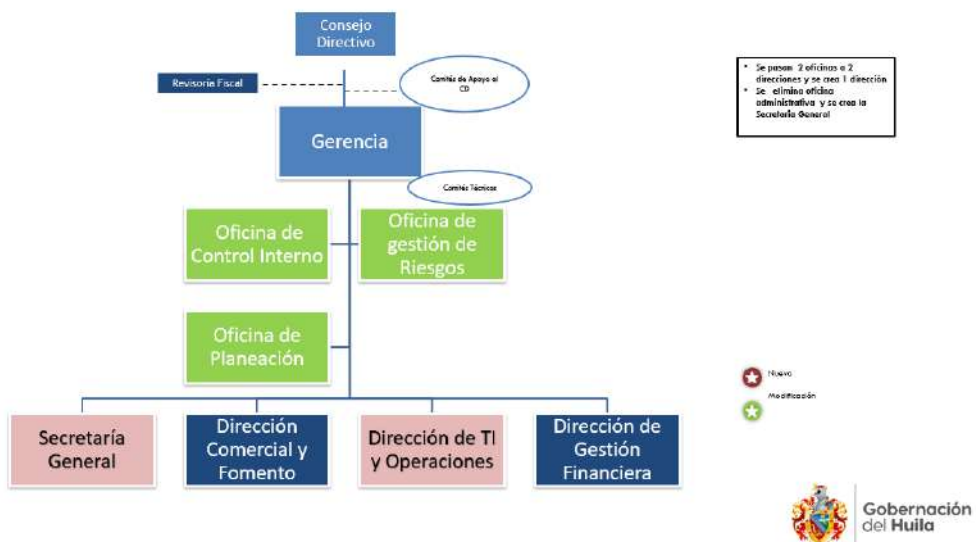 Consejo
Directivo
Revisoría Fiscal
Comités de Apoyo al
CD
• Se pasan 2 oficinas a 2
direcciones y se crea 1 dirección
• Se elimina oficina
administrativa y se crea la
Secretaría General
Gerencia
Comités Técnicos
Oficina de
Control Interno
Oficina de
gestión de
Riesgos
Oficina de
Planeación
Nuevo
Modificación
Secretaría
General
Dirección
Comercial y
Fomento
Dirección de TI
y Operaciones
Dirección de
Gestión
Financiera
Gobernación
del Huila